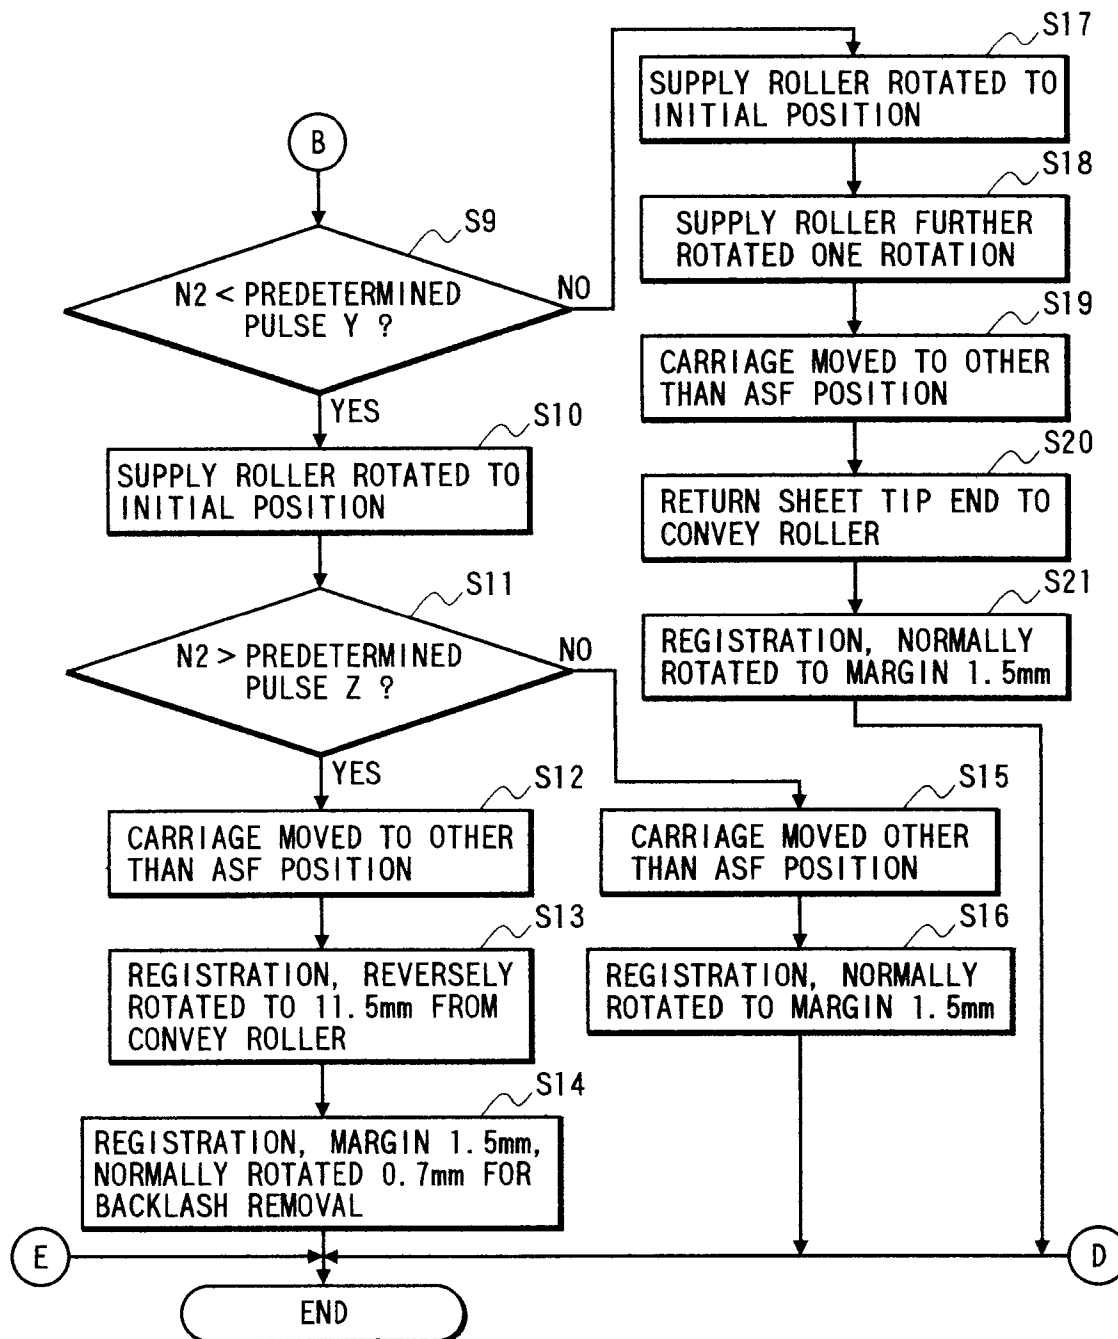 B
S9
N2 < PREDETERMINED
PULSE Y ?
NO
YES
S10
SUPPLY ROLLER ROTATED TO
INITIAL POSITION
S11
N2 > PREDETERMINED
PULSE Z ?
NO
YES
S12
CARRIAGE MOVED TO OTHER
THAN ASF POSITION
S13
REGISTRATION, REVERSELY
ROTATED TO 11.5mm FROM
CONVEY ROLLER
S14
REGISTRATION, MARGIN 1.5mm,
NORMALLY ROTATED 0.7mm FOR
BACKLASH REMOVAL
S15
CARRIAGE MOVED OTHER
THAN ASF POSITION
S16
REGISTRATION, NORMALLY
ROTATED TO MARGIN 1.5mm
S17
SUPPLY ROLLER ROTATED TO
INITIAL POSITION
S18
SUPPLY ROLLER FURTHER
ROTATED ONE ROTATION
S19
CARRIAGE MOVED TO OTHER
THAN ASF POSITION
S20
RETURN SHEET TIP END TO
CONVEY ROLLER
S21
REGISTRATION, NORMALLY
ROTATED TO MARGIN 1.5mm
E
D
END